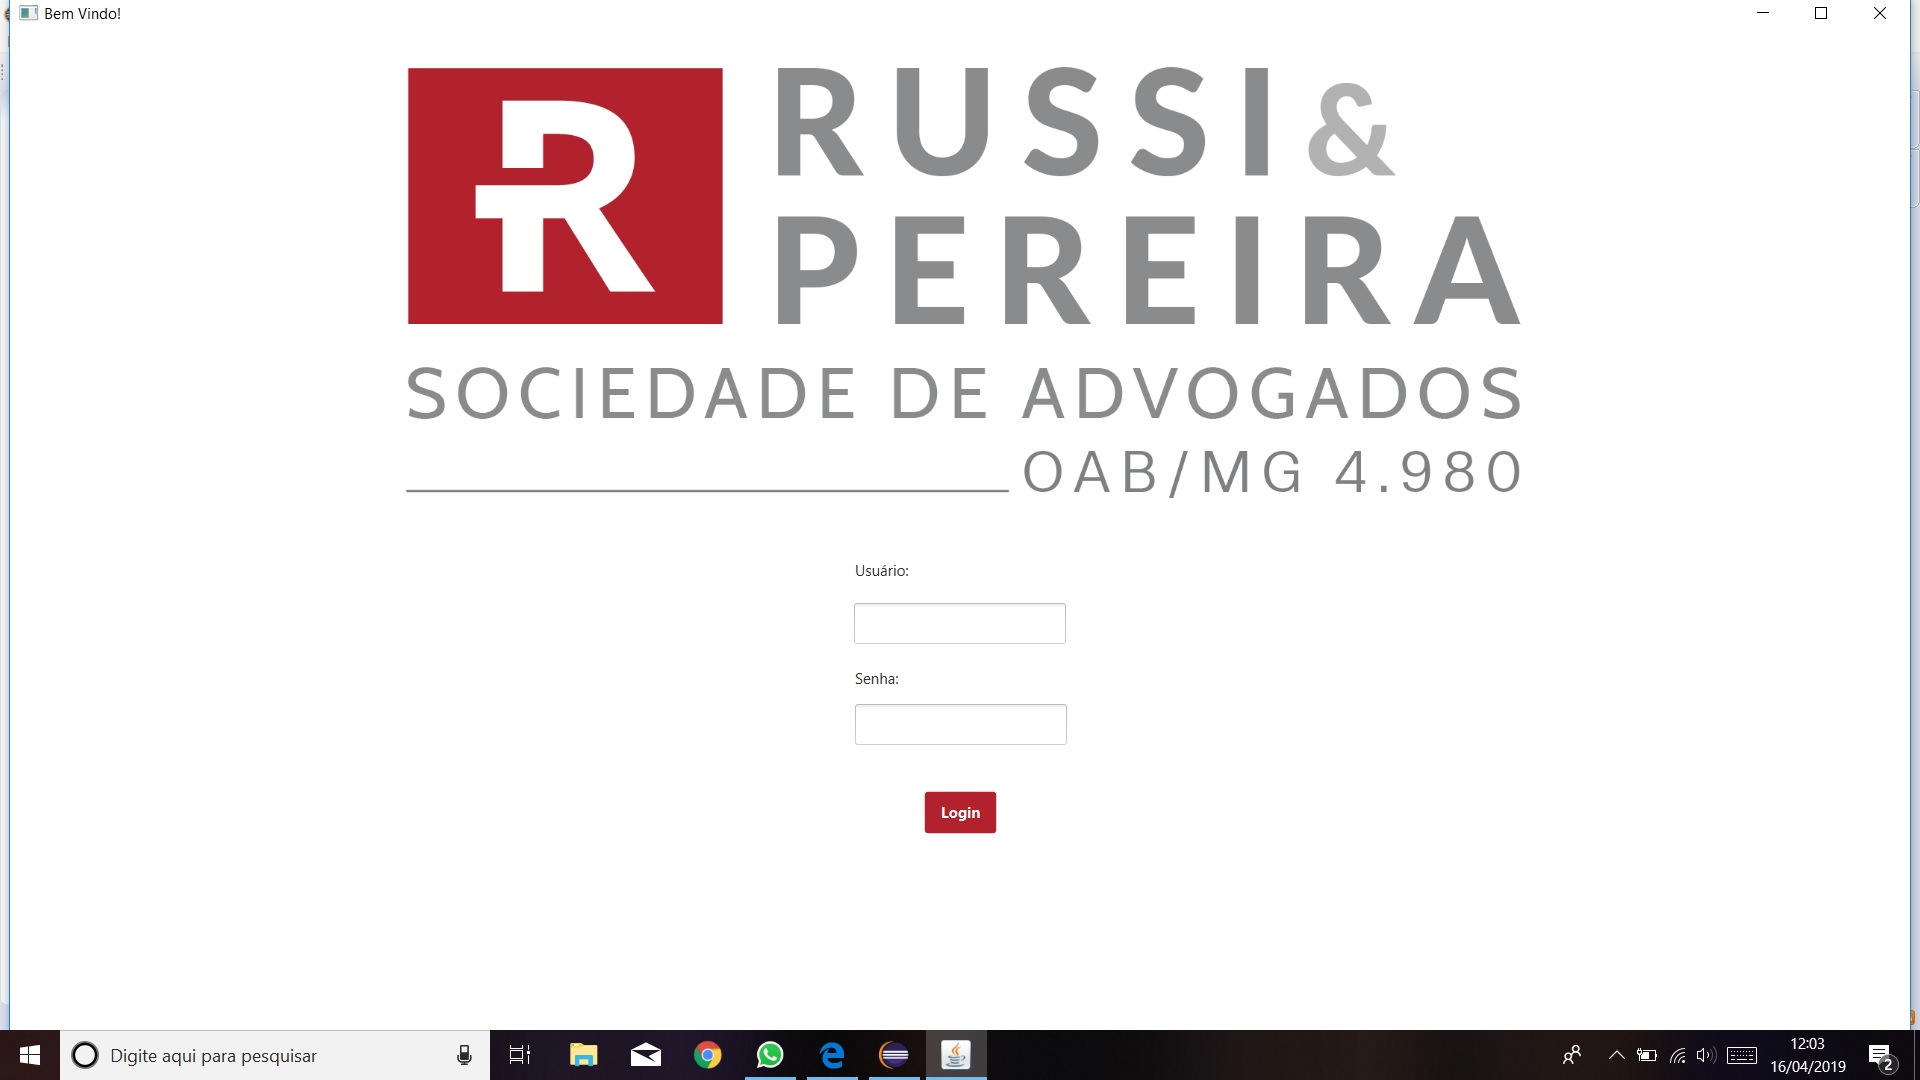 Bem Vindo!
RUSSI&
PEREIRA
SOCIEDADE DE ADVOGADOS
OAB/MG 4.980
Usuário:
Senha:
Login
Digite aqui para pesquisar
12:03
16/04/2019
2